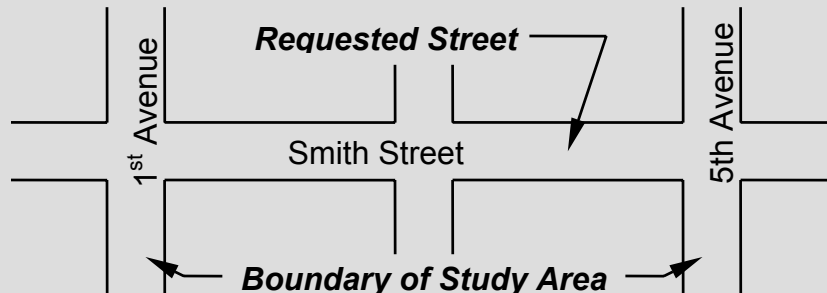 Requested Street
1st Avenue
Smith Street
5th Avenue
Boundary of Study Area